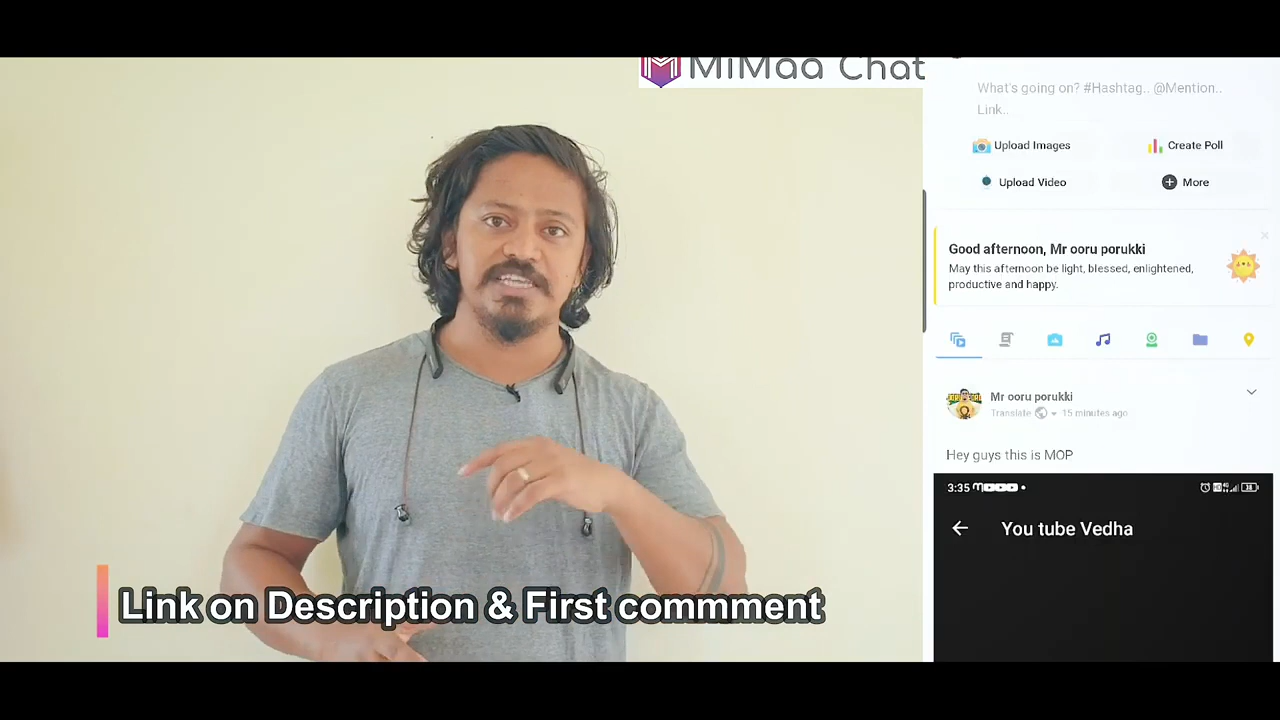 MiMaa Chat
What's going on? #Hashtag.. @Mention..
Link..
Upload Images
Create Poll
Upload Video
More
Good afternoon, Mr ooru porukki
May this afternoon be light, blessed, enlightened,
productive and happy.
Mr ooru porukki
Translate 15 minutes ago
Hey guys this is MOP
3:35
You tube Vedha
Link on Description & First commment